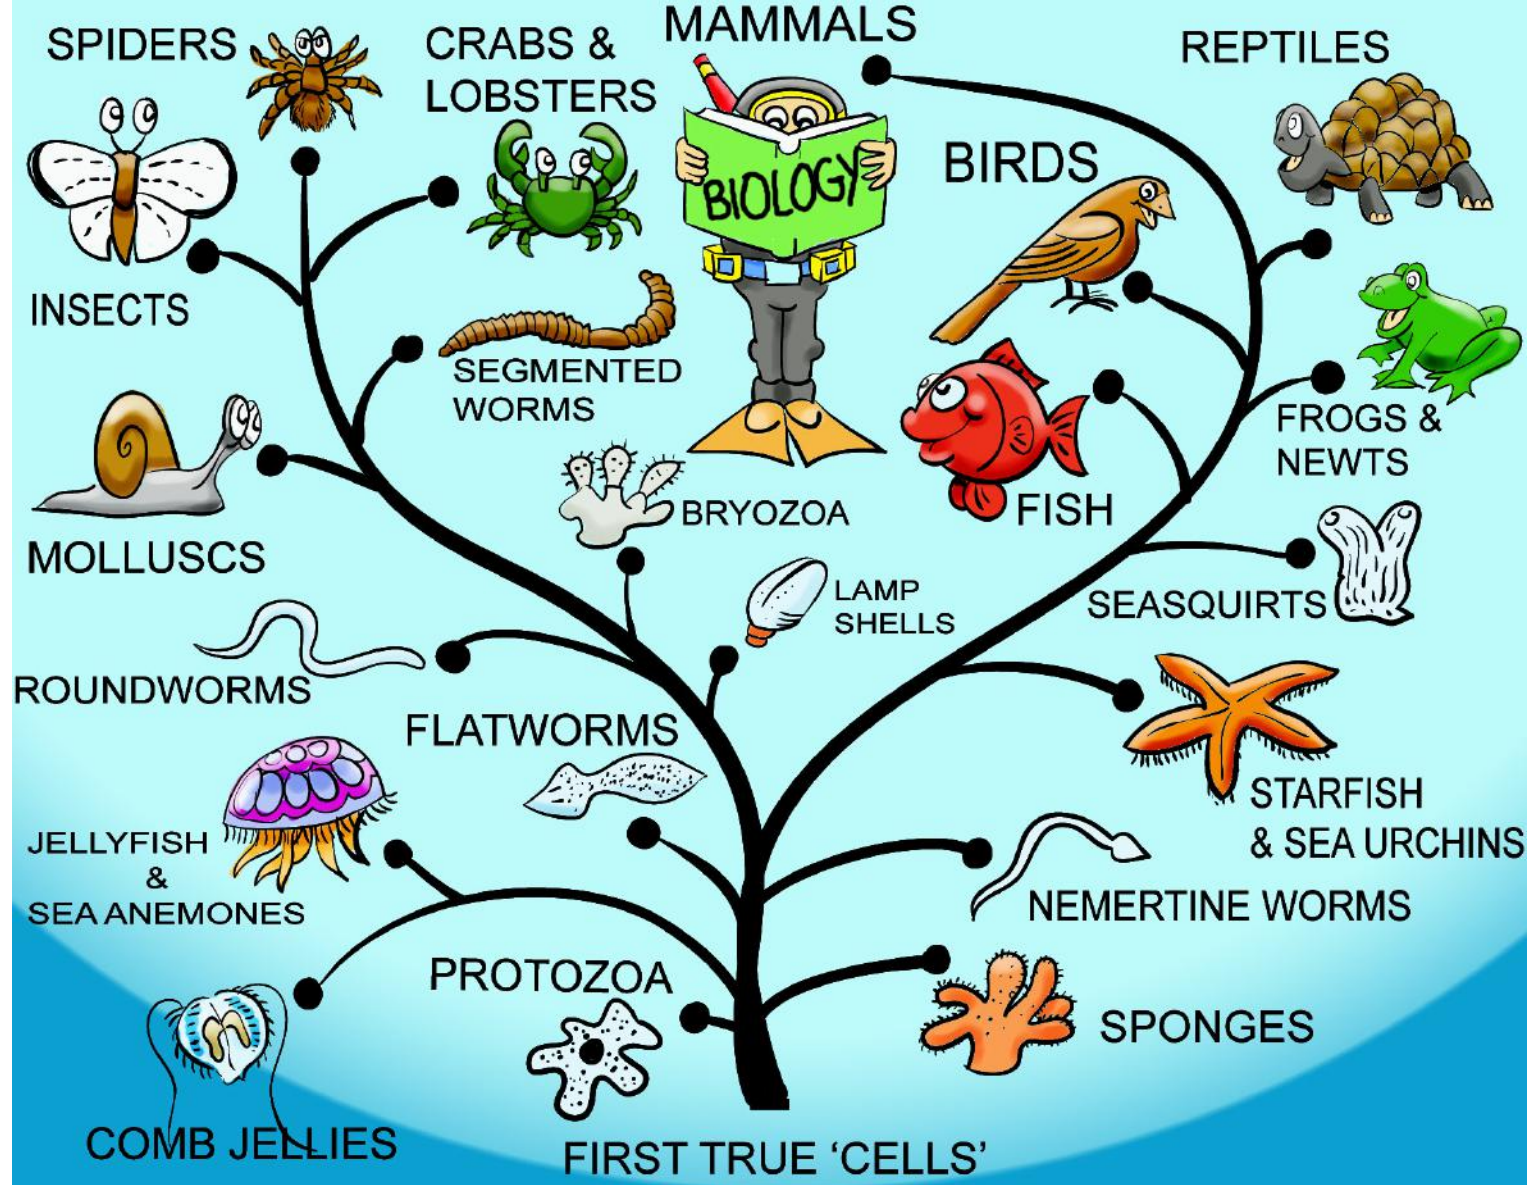 MAMMALS
SPIDERS
CRABS &
LOBSTERS
REPTILES
BIOLOGY
BIRDS
INSECTS
SEGMENTED
WORMS
FROGS &
NEWTS
BRYOZOA
FISH
MOLLUSCS
LAMP
SHELLS
SEASQUIRTS
ROUNDWORMS
FLATWORMS
STARFISH
& SEA URCHINS
JELLYFISH
&
SEA ANEMONES
NEMERTINE WORMS
PROTOZOA
SPONGES
COMB JELLIES
FIRST TRUE ‘CELLS’